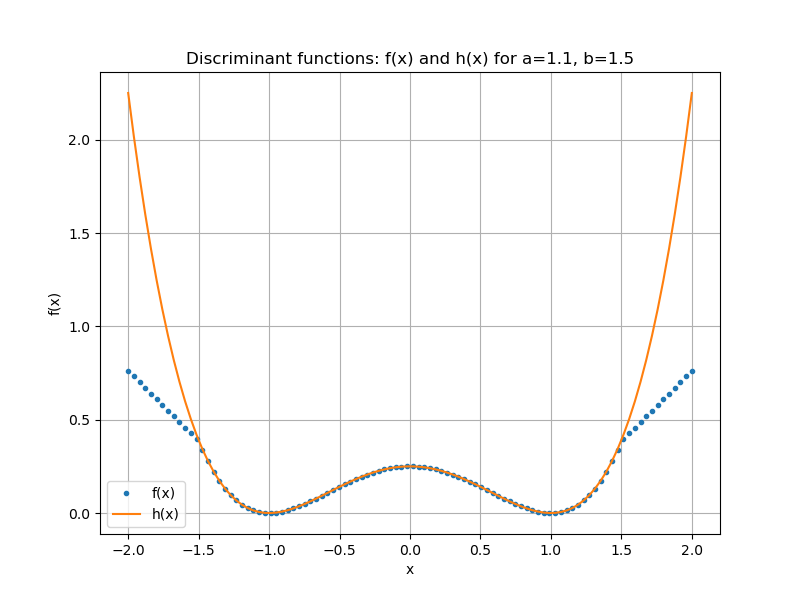 Discriminant functions: f(x) and h(x) for a=1.1, b=1.5
f(x)
2.0
1.5
1.0
0.5
0.0
f(x)
h(x)
−2.0 −1.5 −1.0 −0.5 0.0 0.5 1.0 1.5 2.0
x